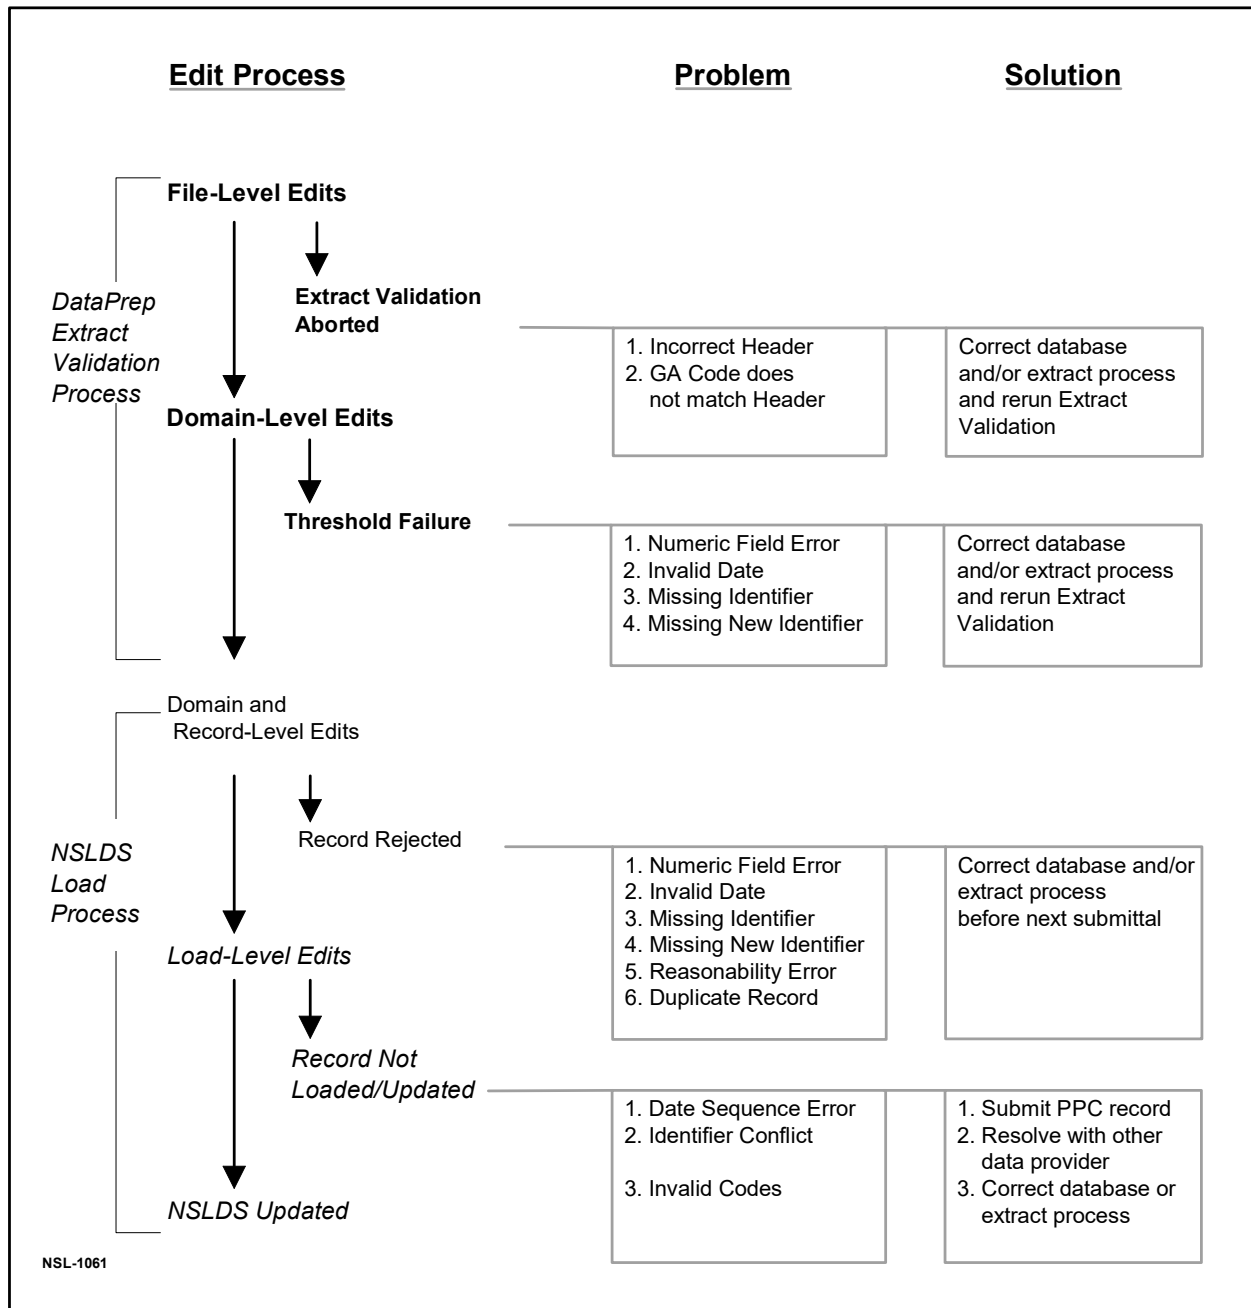 Edit Process
Problem
Solution
File-Level Edits
DataPrep
Extract
Validation
Process
Extract Validation
Aborted
1. Incorrect Header
2. GA Code does
not match Header
Correct database
and/or extract process
and rerun Extract
Validation
Domain-Level Edits
Threshold Failure
1. Numeric Field Error
2. Invalid Date
3. Missing Identifier
4. Missing New Identifier
Correct database
and/or extract process
and rerun Extract
Validation
Domain and
Record-Level Edits
NSLDS
Load
Process
Record Rejected
1. Numeric Field Error
2. Invalid Date
3. Missing Identifier
4. Missing New Identifier
5. Reasonability Error
6. Duplicate Record
Correct database and/or
extract process
before next submittal
Load-Level Edits
Record Not
Loaded/Updated
1. Date Sequence Error
2. Identifier Conflict
3. Invalid Codes
1. Submit PPC record
2. Resolve with other
data provider
3. Correct database or
extract process
NSLDS Updated
NSL-1061